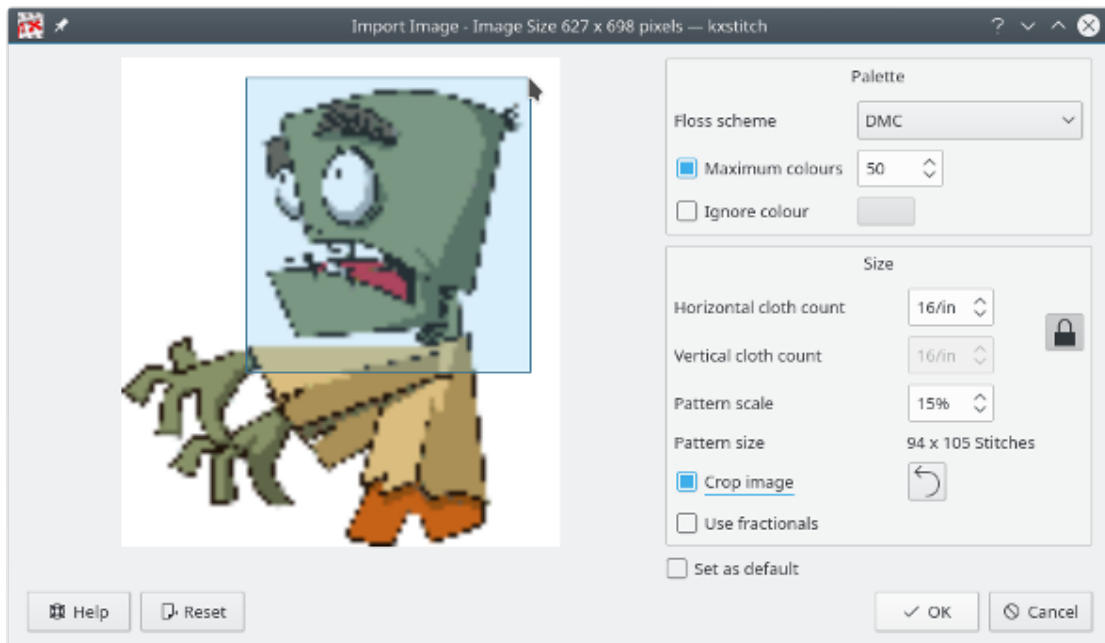 Import Image - Image Size 627 x 698 pixels — kxstitch
Palette
Floss scheme DMC
Maximum colours 50
Ignore colour
Size
Horizontal cloth count 16/in
Vertical cloth count 16/in
Pattern scale 15%
Pattern size 94 x 105 Stitches
Crop image
Use fractionals
Set as default
Help Reset OK Cancel